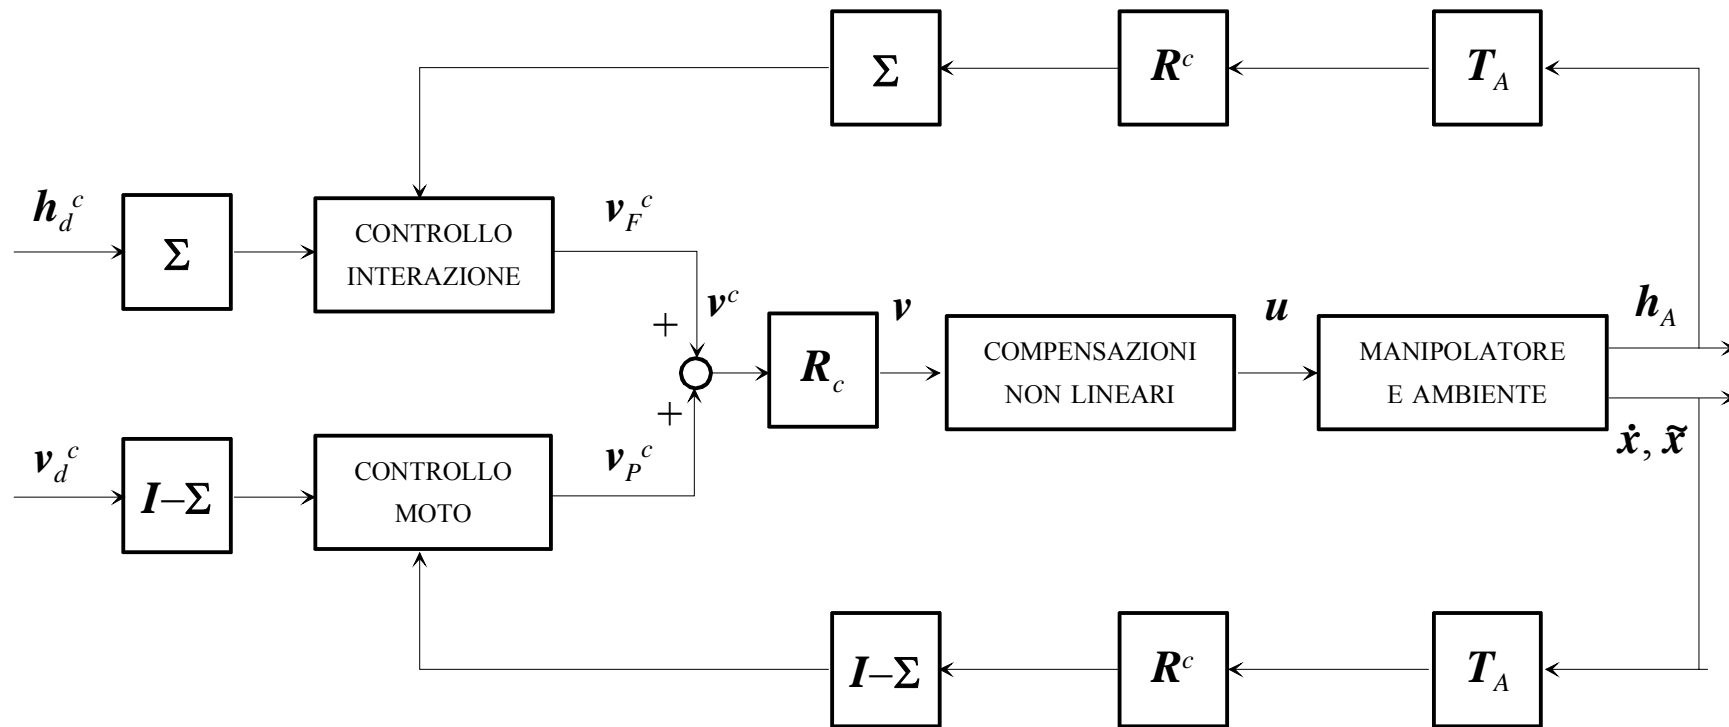 Σ
R^c
T_A
h_d^c
Σ
CONTROLLO
INTERAZIONE
v_F^c
v^c
+
+
R_c
v
COMPENSAZIONI
NON LINEARI
u
MANIPOLATORE
E AMBIENTE
h_A
ẋ, x̃
v_d^c
I–Σ
CONTROLLO
MOTO
v_P^c
I–Σ
R^c
T_A